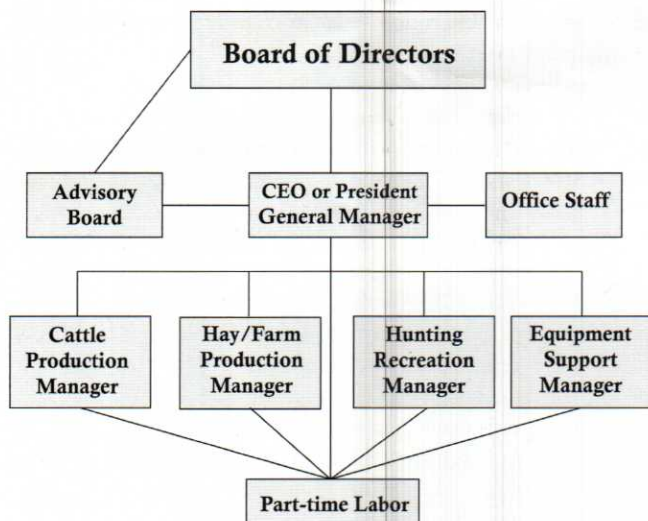 Board of Directors
Advisory
Board
CEO or President
General Manager
Office Staff
Cattle
Production
Manager
Hay/Farm
Production
Manager
Hunting
Recreation
Manager
Equipment
Support
Manager
Part-time Labor